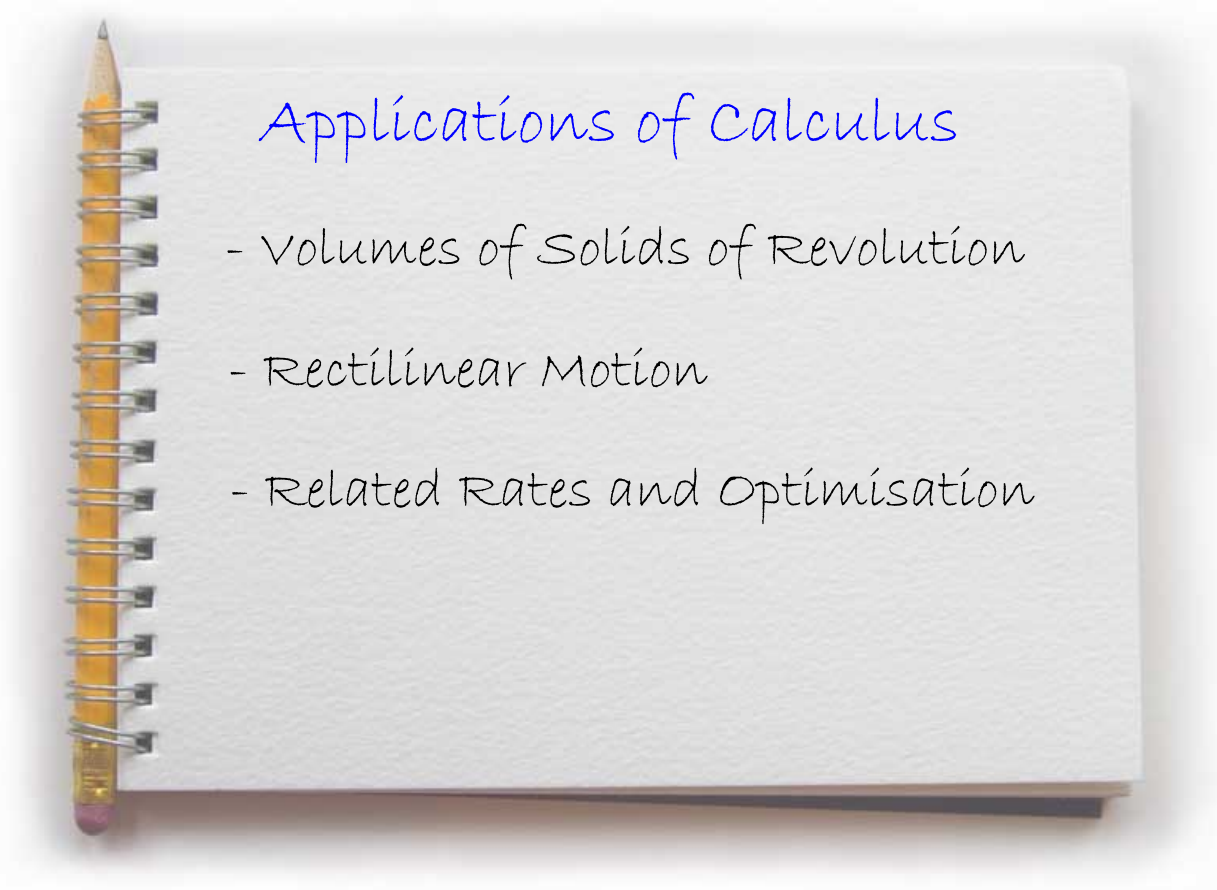 Applications of Calculus
- Volumes of Solids of Revolution
- Rectilinear Motion
- Related Rates and Optimisation